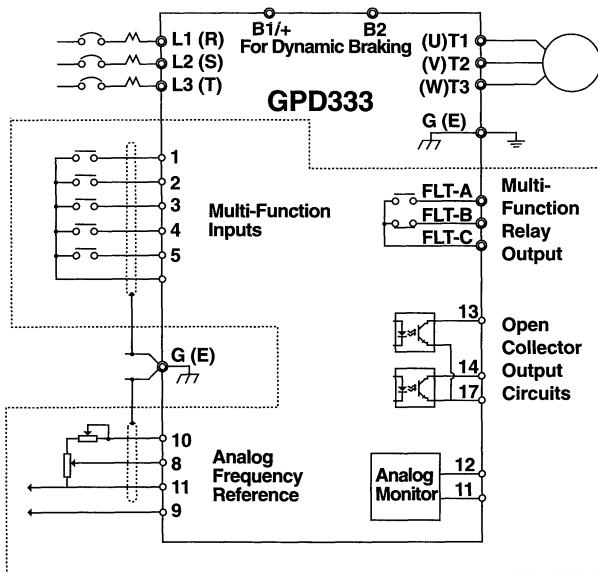 B1/+ B2
For Dynamic Braking
L1 (R)
L2 (S)
L3 (T)
(U)T1
(V)T2
(W)T3
GPD333
G (E)
1
2
3
4
5
Multi-Function
Inputs
FLT-A
FLT-B
FLT-C
Multi-
Function
Relay
Output
G (E)
13
14
17
Open
Collector
Output
Circuits
10
8
11
9
Analog
Frequency
Reference
Analog
Monitor
12
11